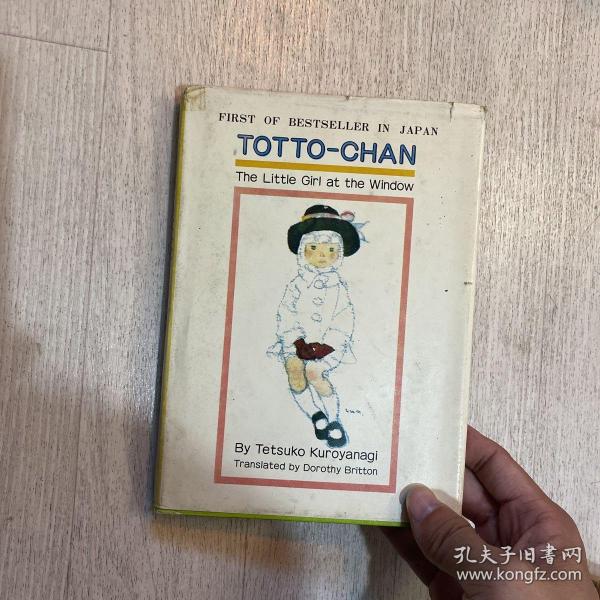 FIRST OF BESTSELLER IN JAPAN
TOTTO-CHAN
The Little Girl at the Window
By Tetsuko Kuroyanagi
Translated by Dorothy Britton
孔夫子旧书网
www.kongfz.com